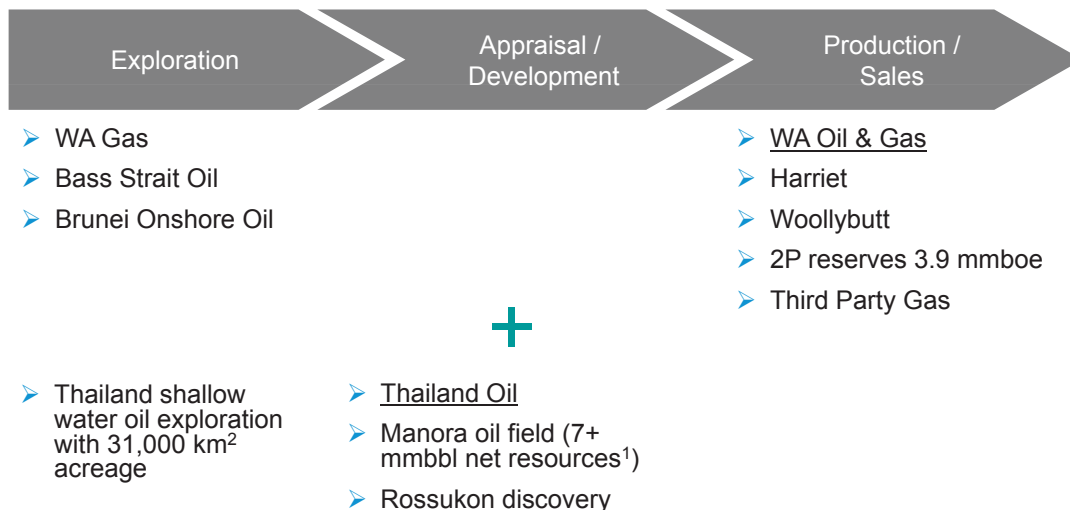 Exploration
Appraisal /
Development
Production /
Sales
WA Gas
Bass Strait Oil
Brunei Onshore Oil
WA Oil & Gas
Harriet
Woollybutt
2P reserves 3.9 mmboe
Third Party Gas
+
Thailand shallow
water oil exploration
with 31,000 km²
acreage
Thailand Oil
Manora oil field (7+
mmbbl net resources¹)
Rossukon discovery